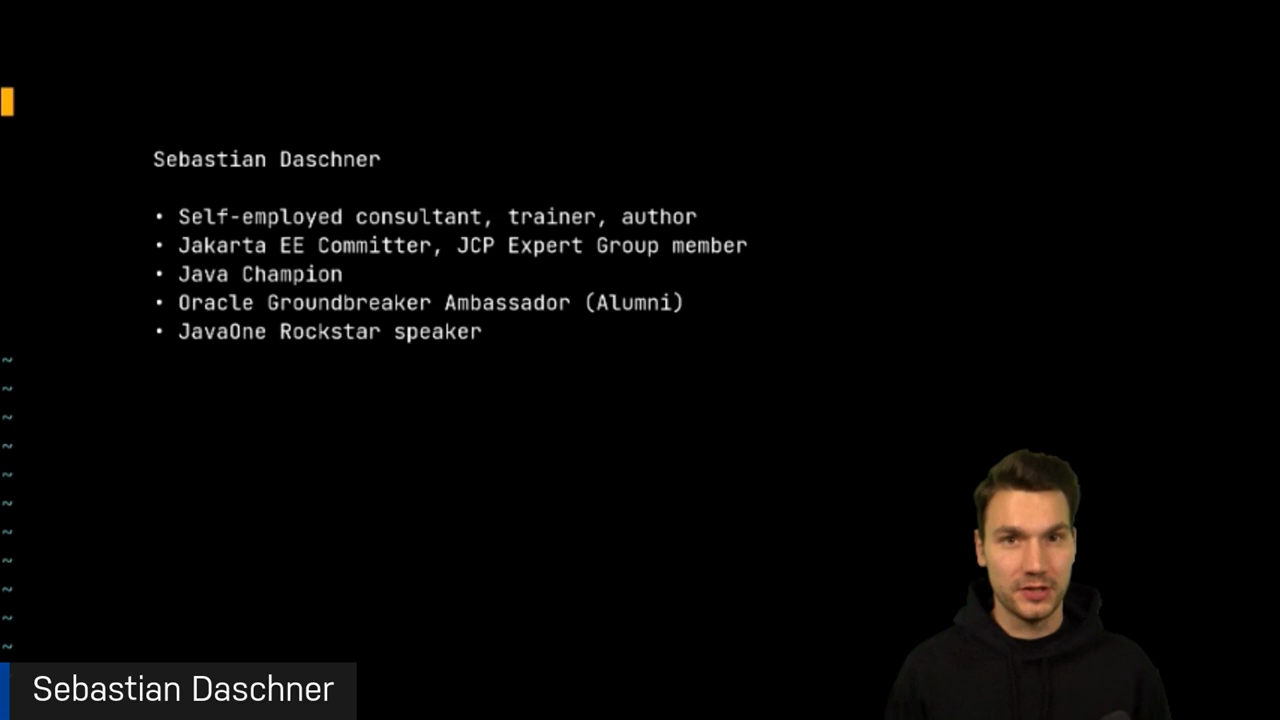 Sebastian Daschner
• Self-employed consultant, trainer, author
• Jakarta EE Committer, JCP Expert Group member
• Java Champion
• Oracle Groundbreaker Ambassador (Alumni)
• JavaOne Rockstar speaker
~
~
~
~
~
~
~
~
~
~
~
Sebastian Daschner